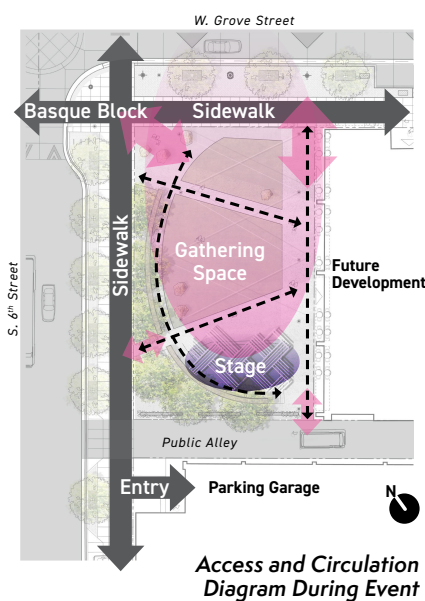 W. Grove Street
Basque Block
Sidewalk
Sidewalk
S. 6th Street
Gathering
Space
Future
Development
Stage
Public Alley
Entry
Parking Garage
N
Access and Circulation
Diagram During Event